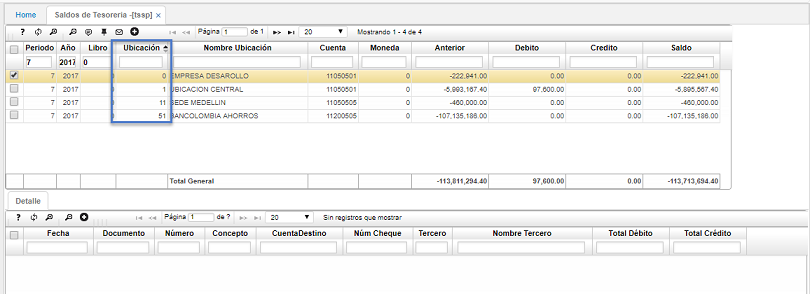 Home Saldos de Tesoreria -[tssp] ×
? Página 1 de 1 20 Mostrando 1 - 4 de 4
Periodo Año Libro Ubicación Nombre Ubicación Cuenta Moneda Anterior Debito Credito Saldo
7 2017 0
7 2017 0 0 EMPRESA DESAROLLO 11050501 0 -222,941.00 0.00 0.00 -222,941.00
7 2017 0 1 UBICACION CENTRAL 11050501 0 -5,993,167.40 97,600.00 0.00 -5,895,567.40
7 2017 0 11 SEDE MEDELLIN 11050501 0 -460,000.00 0.00 0.00 -460,000.00
7 2017 0 51 BANCOLOMBIA AHORROS 11200505 0 -107,135,186.00 0.00 0.00 -107,135,186.00
Total General -113,811,294.40 97,600.00 0.00 -113,713,694.40
Detalle
? Página 1 de ? 20 Sin registros que mostrar
Fecha Documento Número Concepto CuentaDestino Núm Cheque Tercero Nombre Tercero Total Débito Total Crédito